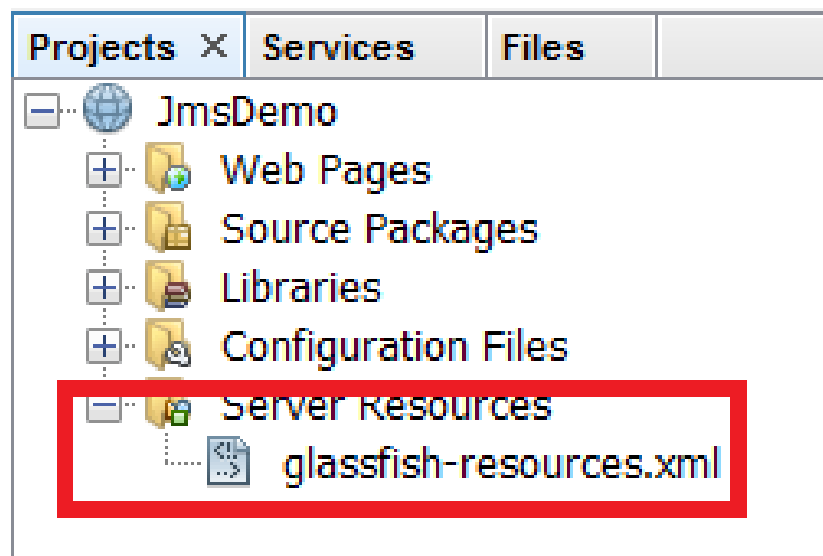 Projects
Services
Files
JmsDemo
Web Pages
Source Packages
Libraries
Configuration Files
Server Resources
glassfish-resources.xml